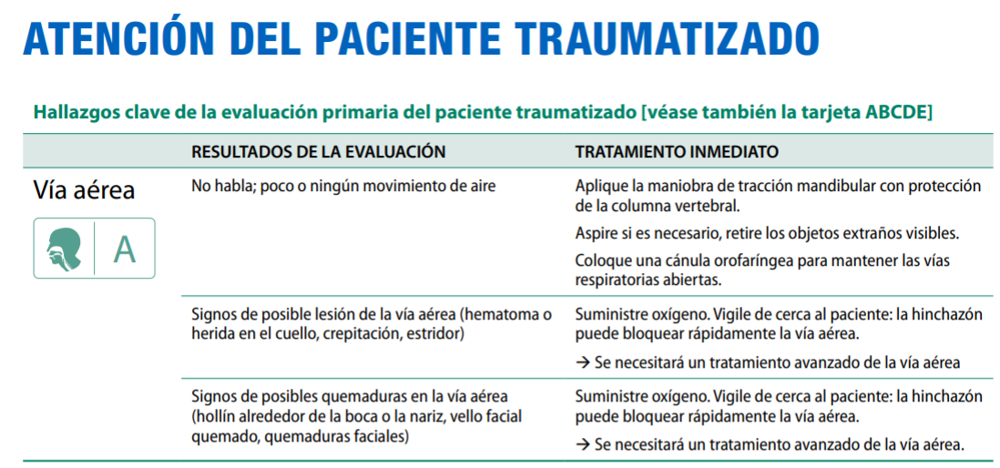 ATENCIÓN DEL PACIENTE TRAUMATIZADO
Hallazgos clave de la evaluación primaria del paciente traumatizado [véase también la tarjeta ABCDE]
RESULTADOS DE LA EVALUACIÓN
TRATAMIENTO INMEDIATO
Vía aérea
A
No habla; poco o ningún movimiento de aire
Aplique la maniobra de tracción mandibular con protección
de la columna vertebral.
Aspire si es necesario, retire los objetos extraños visibles.
Coloque una cánula orofaríngea para mantener las vías
respiratorias abiertas.
Signos de posible lesión de la vía aérea (hematoma o
herida en el cuello, crepitación, estridor)
Suministre oxígeno. Vigile de cerca al paciente: la hinchazón
puede bloquear rápidamente la vía aérea.
→ Se necesitará un tratamiento avanzado de la vía aérea
Signos de posibles quemaduras en la vía aérea
(hollín alrededor de la boca o la nariz, vello facial
quemado, quemaduras faciales)
Suministre oxígeno. Vigile de cerca al paciente: la hinchazón
puede bloquear rápidamente la vía aérea.
→ Se necesitará un tratamiento avanzado de la vía aérea.